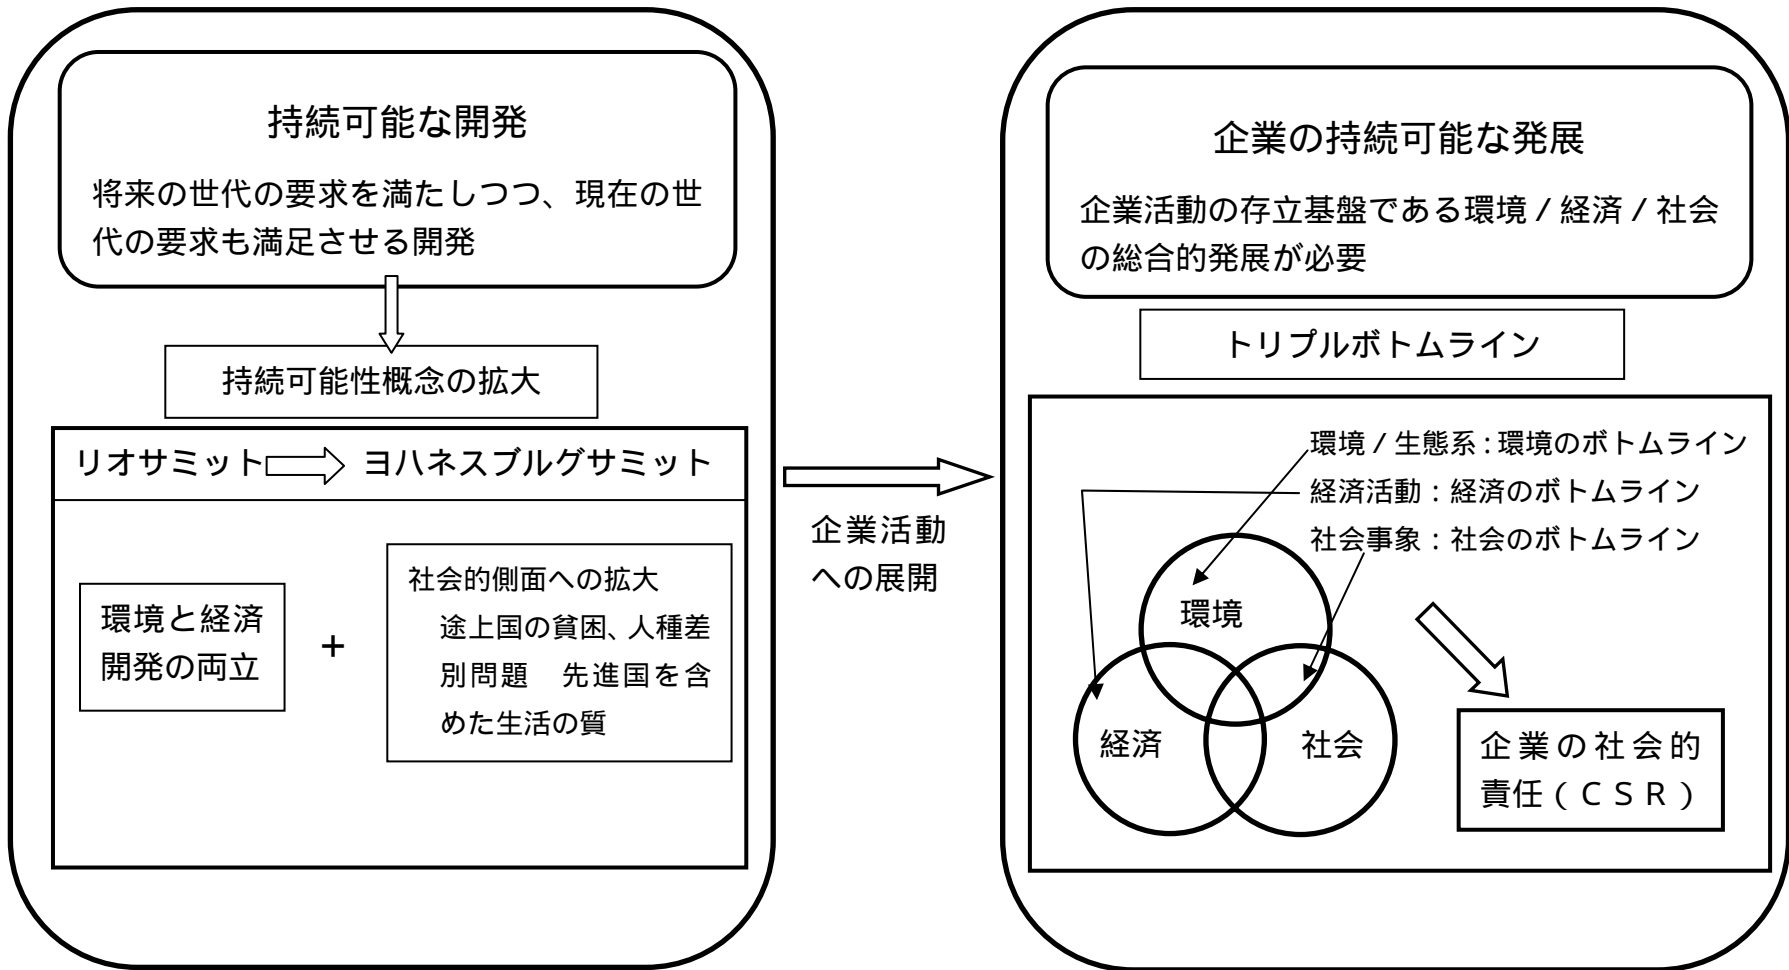 持続可能な開発
将来の世代の要求を満たしつつ、現在の世
代の要求も満足させる開発
持続可能性概念の拡大
リオサミット ヨハネスブルグサミット
環境と経済
開発の両立
+
社会的側面への拡大
途上国の貧困、人種差
別問題　先進国を含
めた生活の質
企業活動
への展開
企業の持続可能な発展
企業活動の存立基盤である環境/経済/社会
の総合的発展が必要
トリプルボトムライン
環境/生態系:環境のボトムライン
経済活動:経済のボトムライン
社会事象:社会のボトムライン
環境
経済
社会
企業の社会的
責任(CSR)